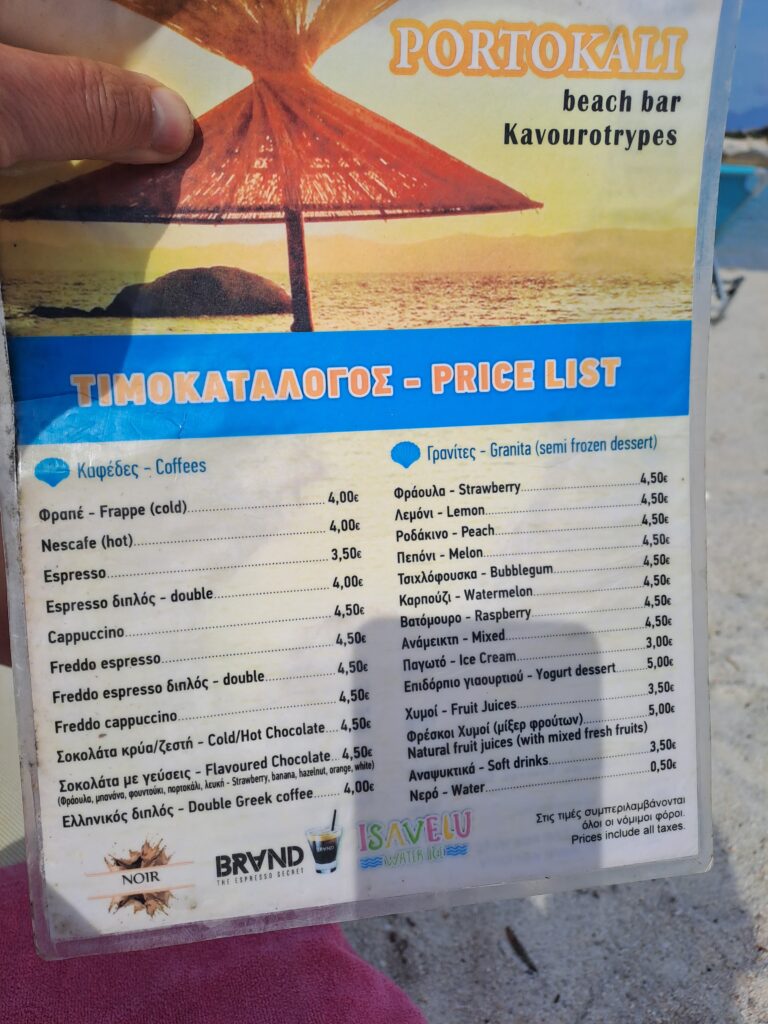 PORTOKALI
beach bar
Kavourotrypes
ΤΙΜΟΚΑΤΑΛΟΓΟΣ - PRICE LIST
Καφέδες - Coffees
Φραπέ - Frappe (cold) 4,00€
Nescafe (hot) 4,00€
Espresso 3,50€
Espresso διπλός - double 4,00€
Cappuccino 4,50€
Freddo espresso 4,50€
Freddo espresso διπλός - double 4,50€
Freddo cappuccino 4,50€
Σοκολάτα κρύα/ζεστή - Cold/Hot Chocolate 4,50€
Σοκολάτα με γεύσεις - Flavoured Chocolate 4,50€
(Φράουλα, μπανάνα, φουντούκι, πορτοκάλι, λευκή - Strawberry, banana, hazelnut, orange, white)
Ελληνικός διπλός - Double Greek coffee 4,00€
Γρανίτες - Granita (semi frozen dessert)
Φράουλα - Strawberry 4,50€
Λεμόνι - Lemon 4,50€
Ροδάκινο - Peach 4,50€
Πεπόνι - Melon 4,50€
Τσιχλόφουσκα - Bubblegum 4,50€
Καρπούζι - Watermelon 4,50€
Βατόμουρο - Raspberry 4,50€
Ανάμεικτη - Mixed 4,50€
Παγωτό - Ice Cream 3,00€
Επιδόρπιο γιαουρτιού - Yogurt dessert 5,00€
Χυμοί - Fruit Juices 3,50€
Φρέσκοι Χυμοί (μίξερ φρούτων) 5,00€
Natural fruit juices (with mixed fresh fruits)
Αναψυκτικά - Soft drinks 3,50€
Νερό - Water 0,50€
Στις τιμές συμπεριλαμβάνονται
όλοι οι νόμιμοι φόροι.
Prices include all taxes.
NOIR
BRAND
THE ESPRESSO SECRET
BRAND
ISAVELU
WATER ICE